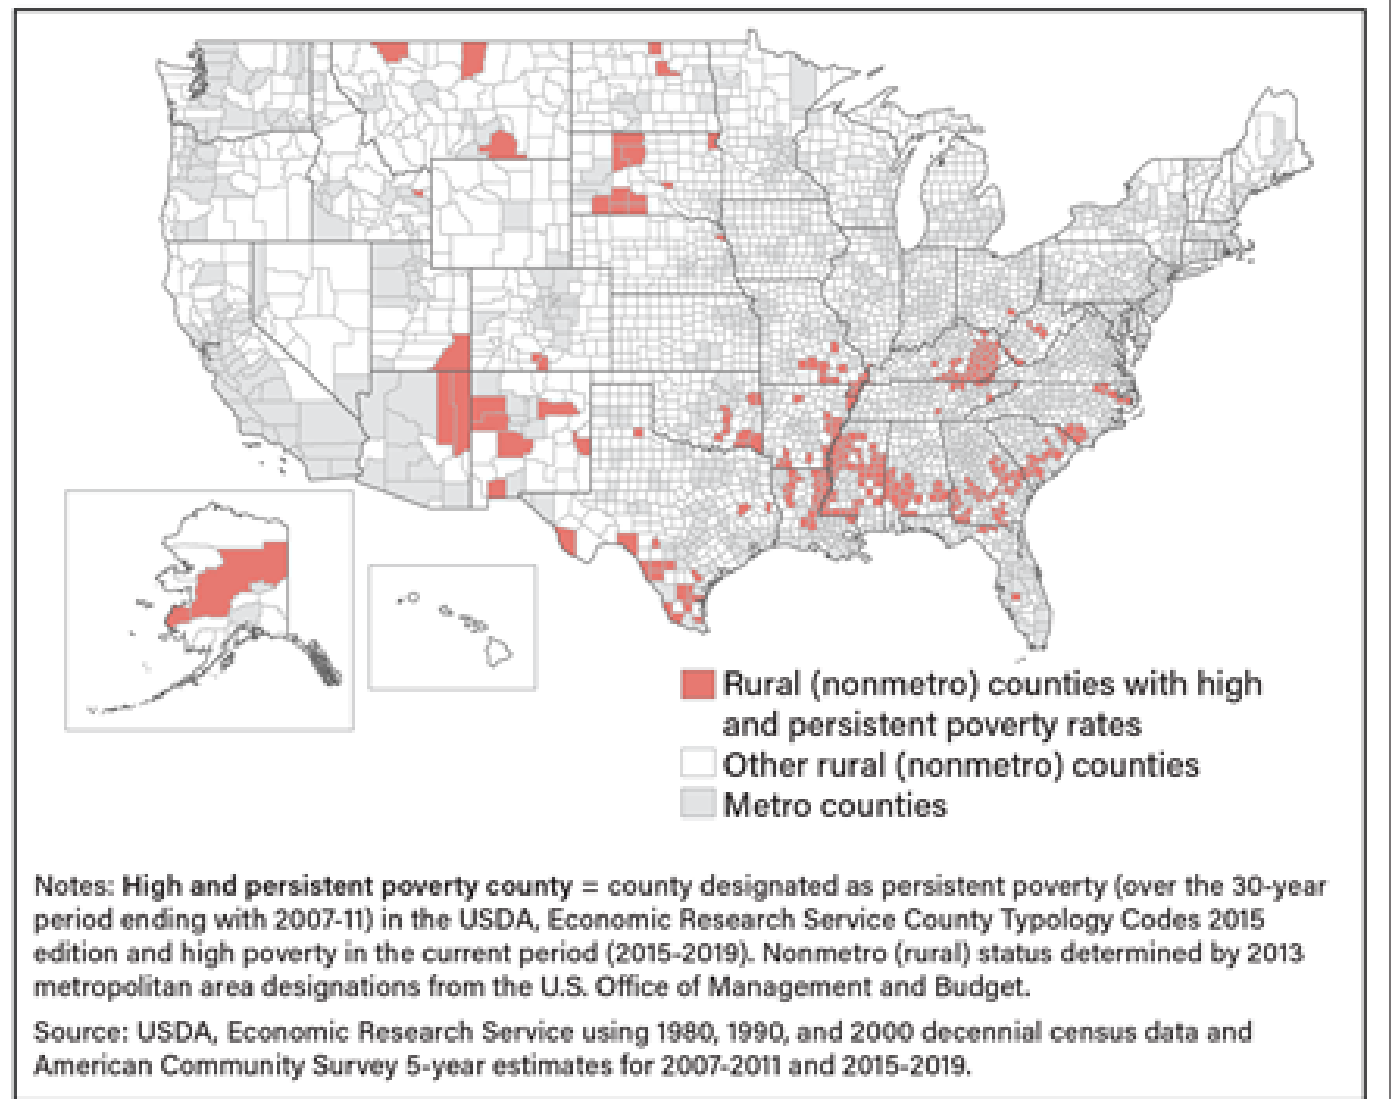 Rural (nonmetro) counties with high
and persistent poverty rates
Other rural (nonmetro) counties
Metro counties
Notes: High and persistent poverty county = county designated as persistent poverty (over the 30-year
period ending with 2007-11) in the USDA, Economic Research Service County Typology Codes 2015
edition and high poverty in the current period (2015-2019). Nonmetro (rural) status determined by 2013
metropolitan area designations from the U.S. Office of Management and Budget.
Source: USDA, Economic Research Service using 1980, 1990, and 2000 decennial census data and
American Community Survey 5-year estimates for 2007-2011 and 2015-2019.